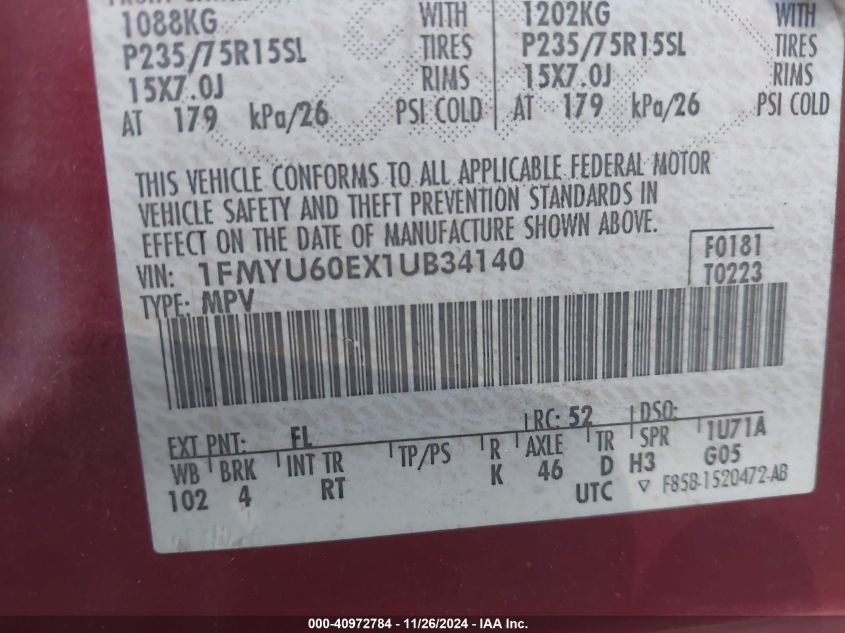 1088KG WITH 1202KG WITH
P235/75R15SL TIRES P235/75R15SL TIRES
15X7.0J RIMS 15X7.0J RIMS
AT 179 kPa/26 PSI COLD AT 179 kPa/26 PSI COLD
THIS VEHICLE CONFORMS TO ALL APPLICABLE FEDERAL MOTOR
VEHICLE SAFETY AND THEFT PREVENTION STANDARDS IN
EFFECT ON THE DATE OF MANUFACTURE SHOWN ABOVE.
VIN: 1FMYU60EX1UB34140 F0181
TYPE: MPV T0223
EXT PNT: FL RC: 52 DSO:
WB BRK INT TR TP/PS R AXLE TR SPR 1U71A
102 4 RT K 46 D H3 G05
UTC ▽ F85B-1520472-AB
000-40972784 - 11/26/2024 - IAA Inc.